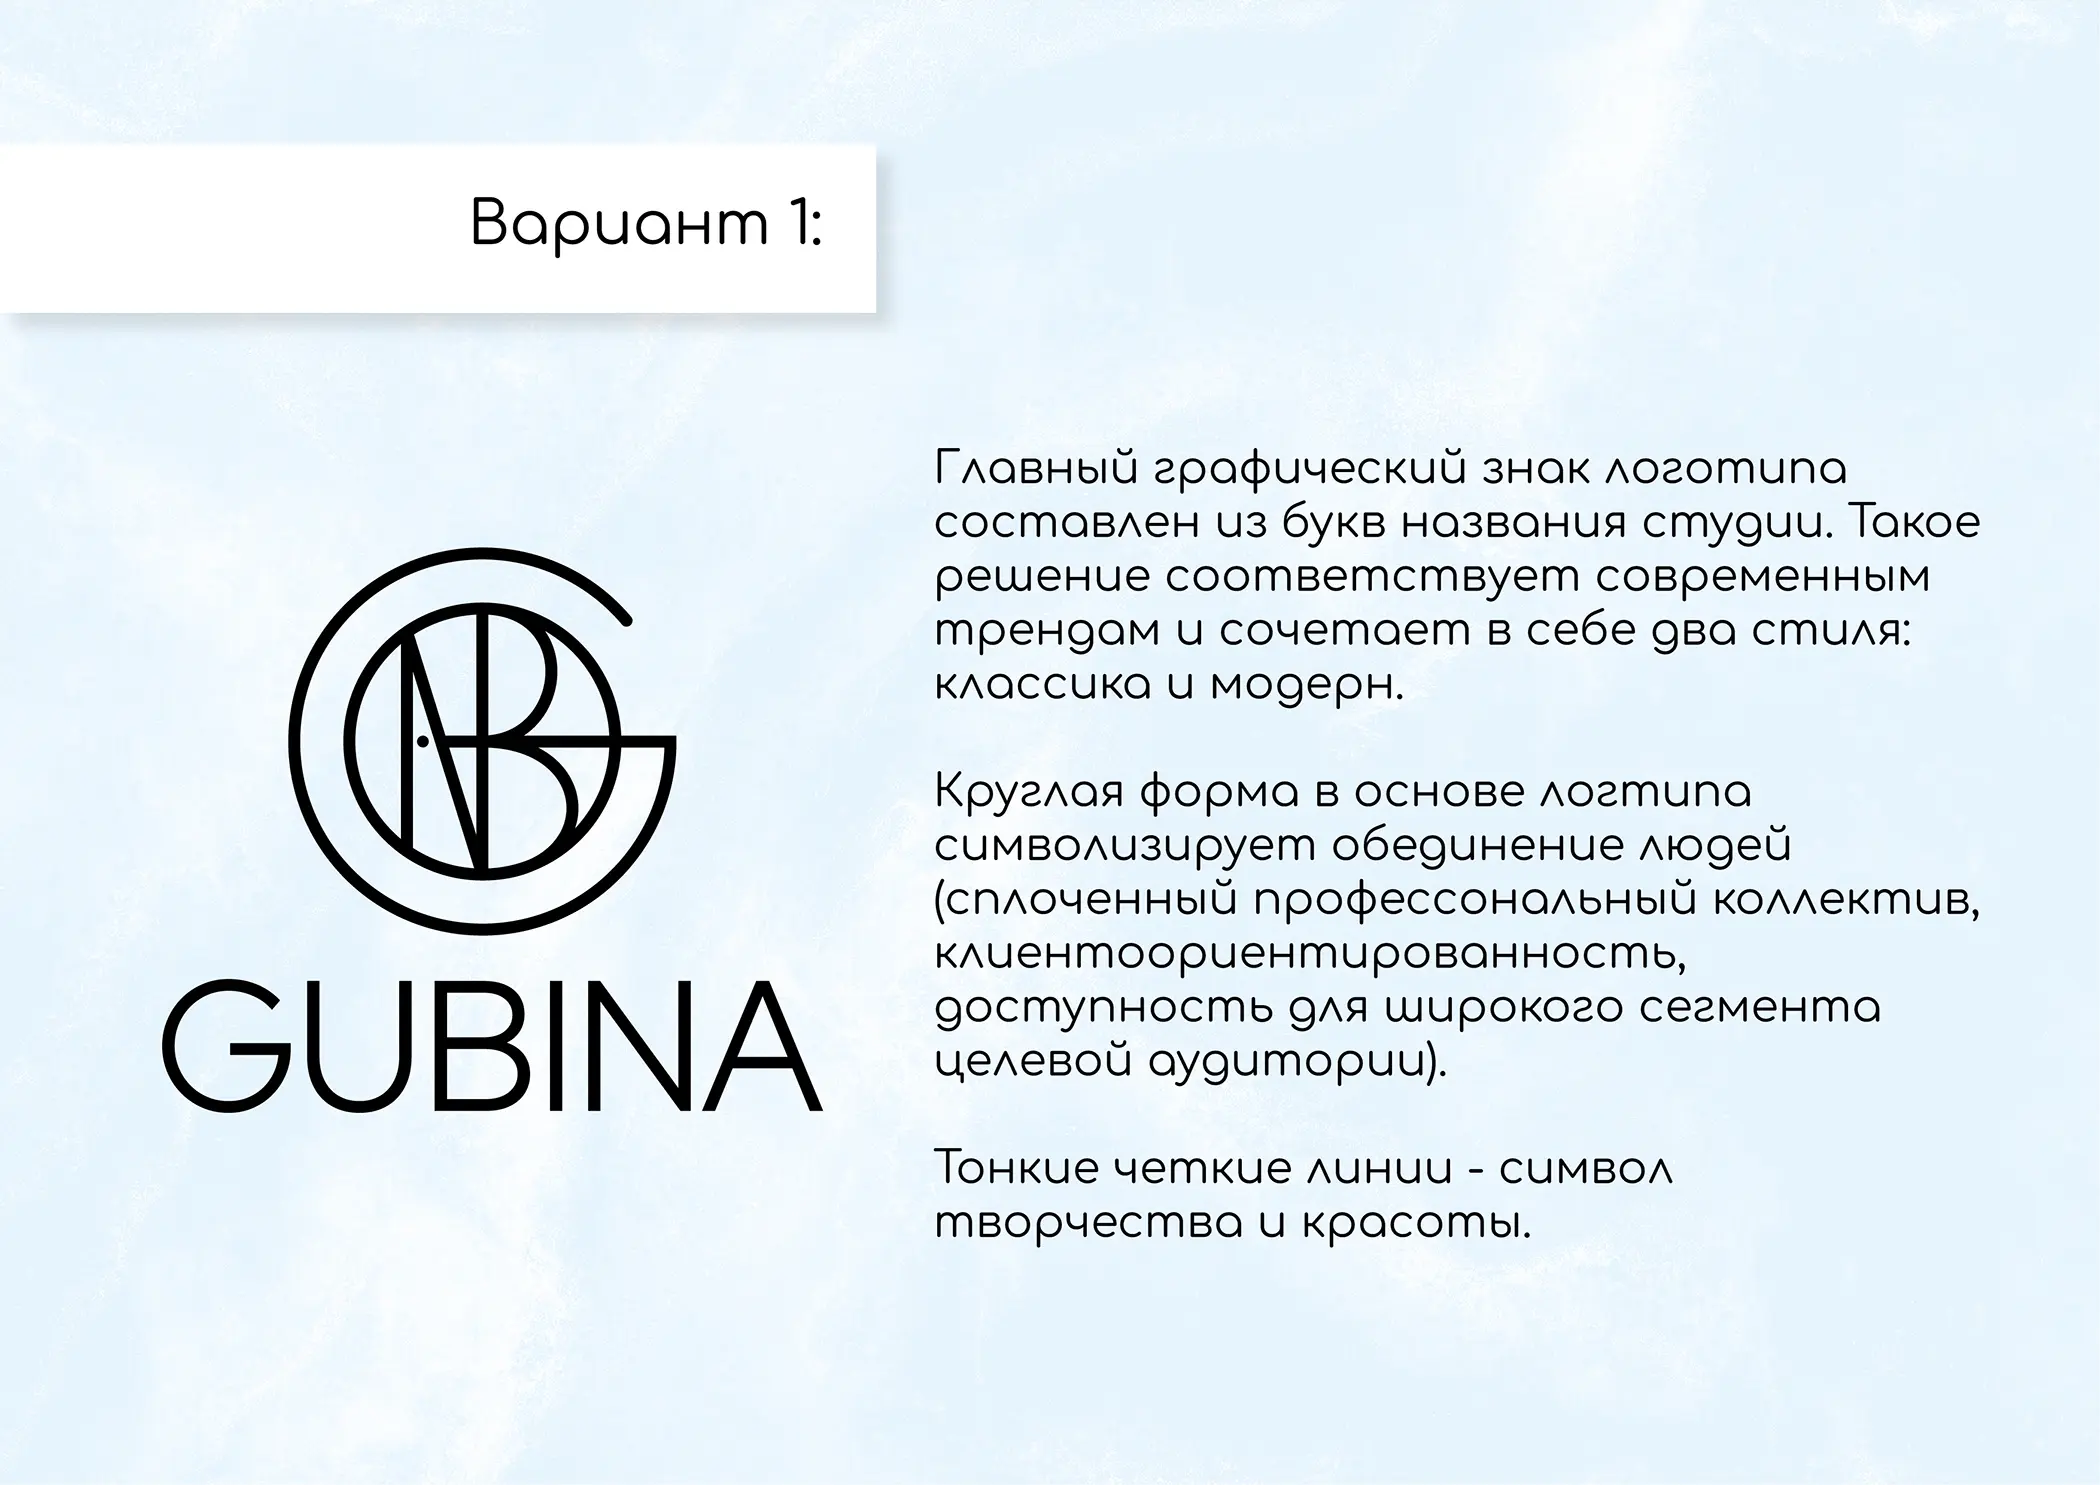 Вариант 1:
GUBINA
Главный графический знак логотипа
составлен из букв названия студии. Такое
решение соответствует современным
трендам и сочетает в себе два стиля:
классика и модерн.
Круглая форма в основе логтипа
символизирует обединение людей
(сплоченный профессональный коллектив,
клиентоориентированность,
доступность для широкого сегмента
целевой аудитории).
Тонкие четкие линии - символ
творчества и красоты.